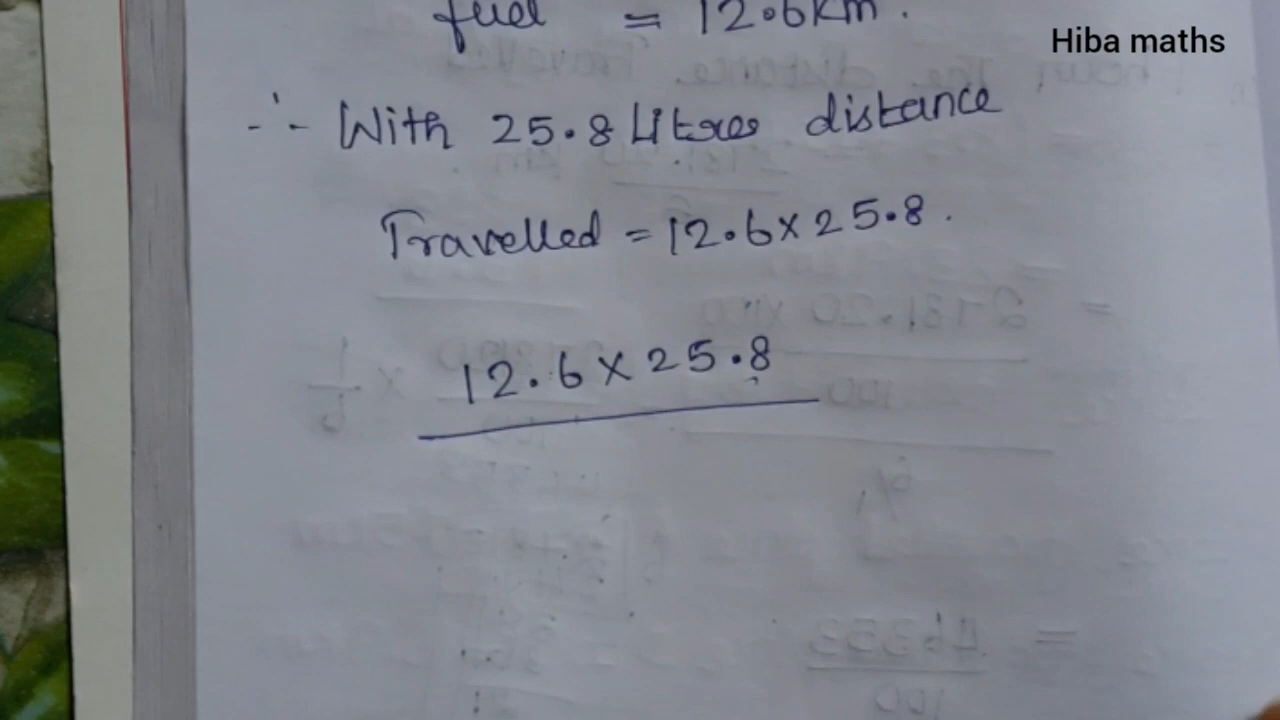 fuel = 12.6km.
Hiba maths
∴ With 25.8 Litres distance
Travelled = 12.6 x 25.8.
12.6 x 25.8